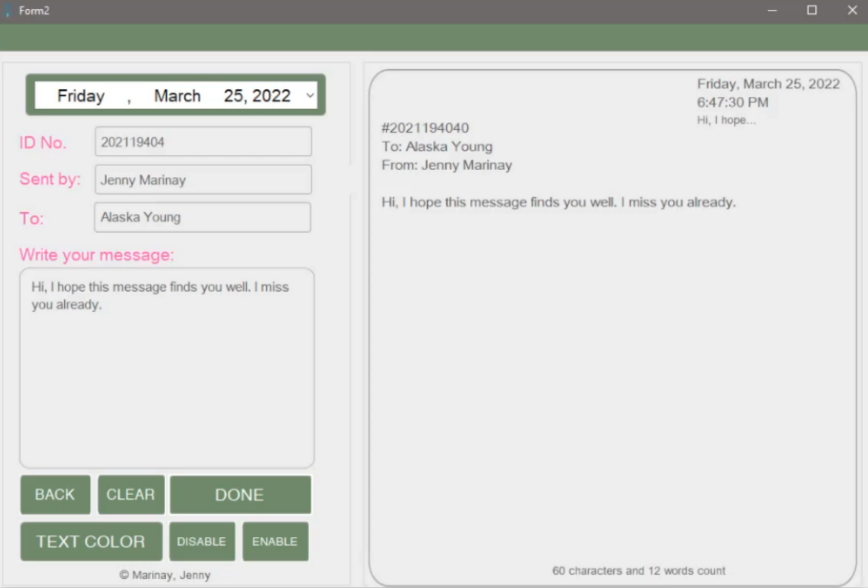 Form2
Friday , March 25, 2022
ID No. 202119404
Sent by: Jenny Marinay
To: Alaska Young
Write your message:
Hi, I hope this message finds you well. I miss
you already.
BACK CLEAR DONE
TEXT COLOR DISABLE ENABLE
© Marinay, Jenny
Friday, March 25, 2022
6:47:30 PM
Hi, I hope...
#2021194040
To: Alaska Young
From: Jenny Marinay
Hi, I hope this message finds you well. I miss you already.
60 characters and 12 words count